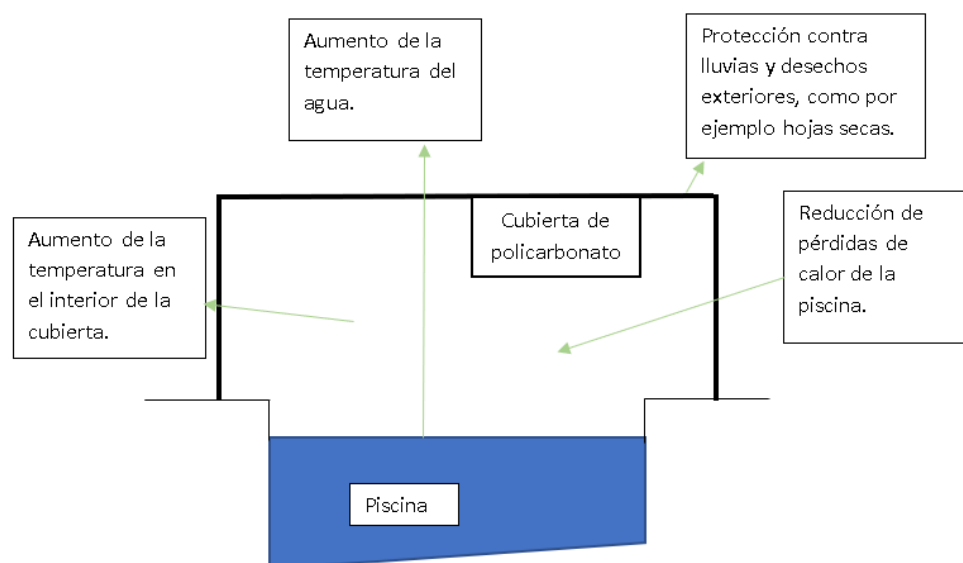 Aumento de la
temperatura del
agua.
Protección contra
lluvias y desechos
exteriores, como por
ejemplo hojas secas.
Aumento de la
temperatura en
el interior de la
cubierta.
Cubierta de
policarbonato
Reducción de
pérdidas de
calor de la
piscina.
Piscina